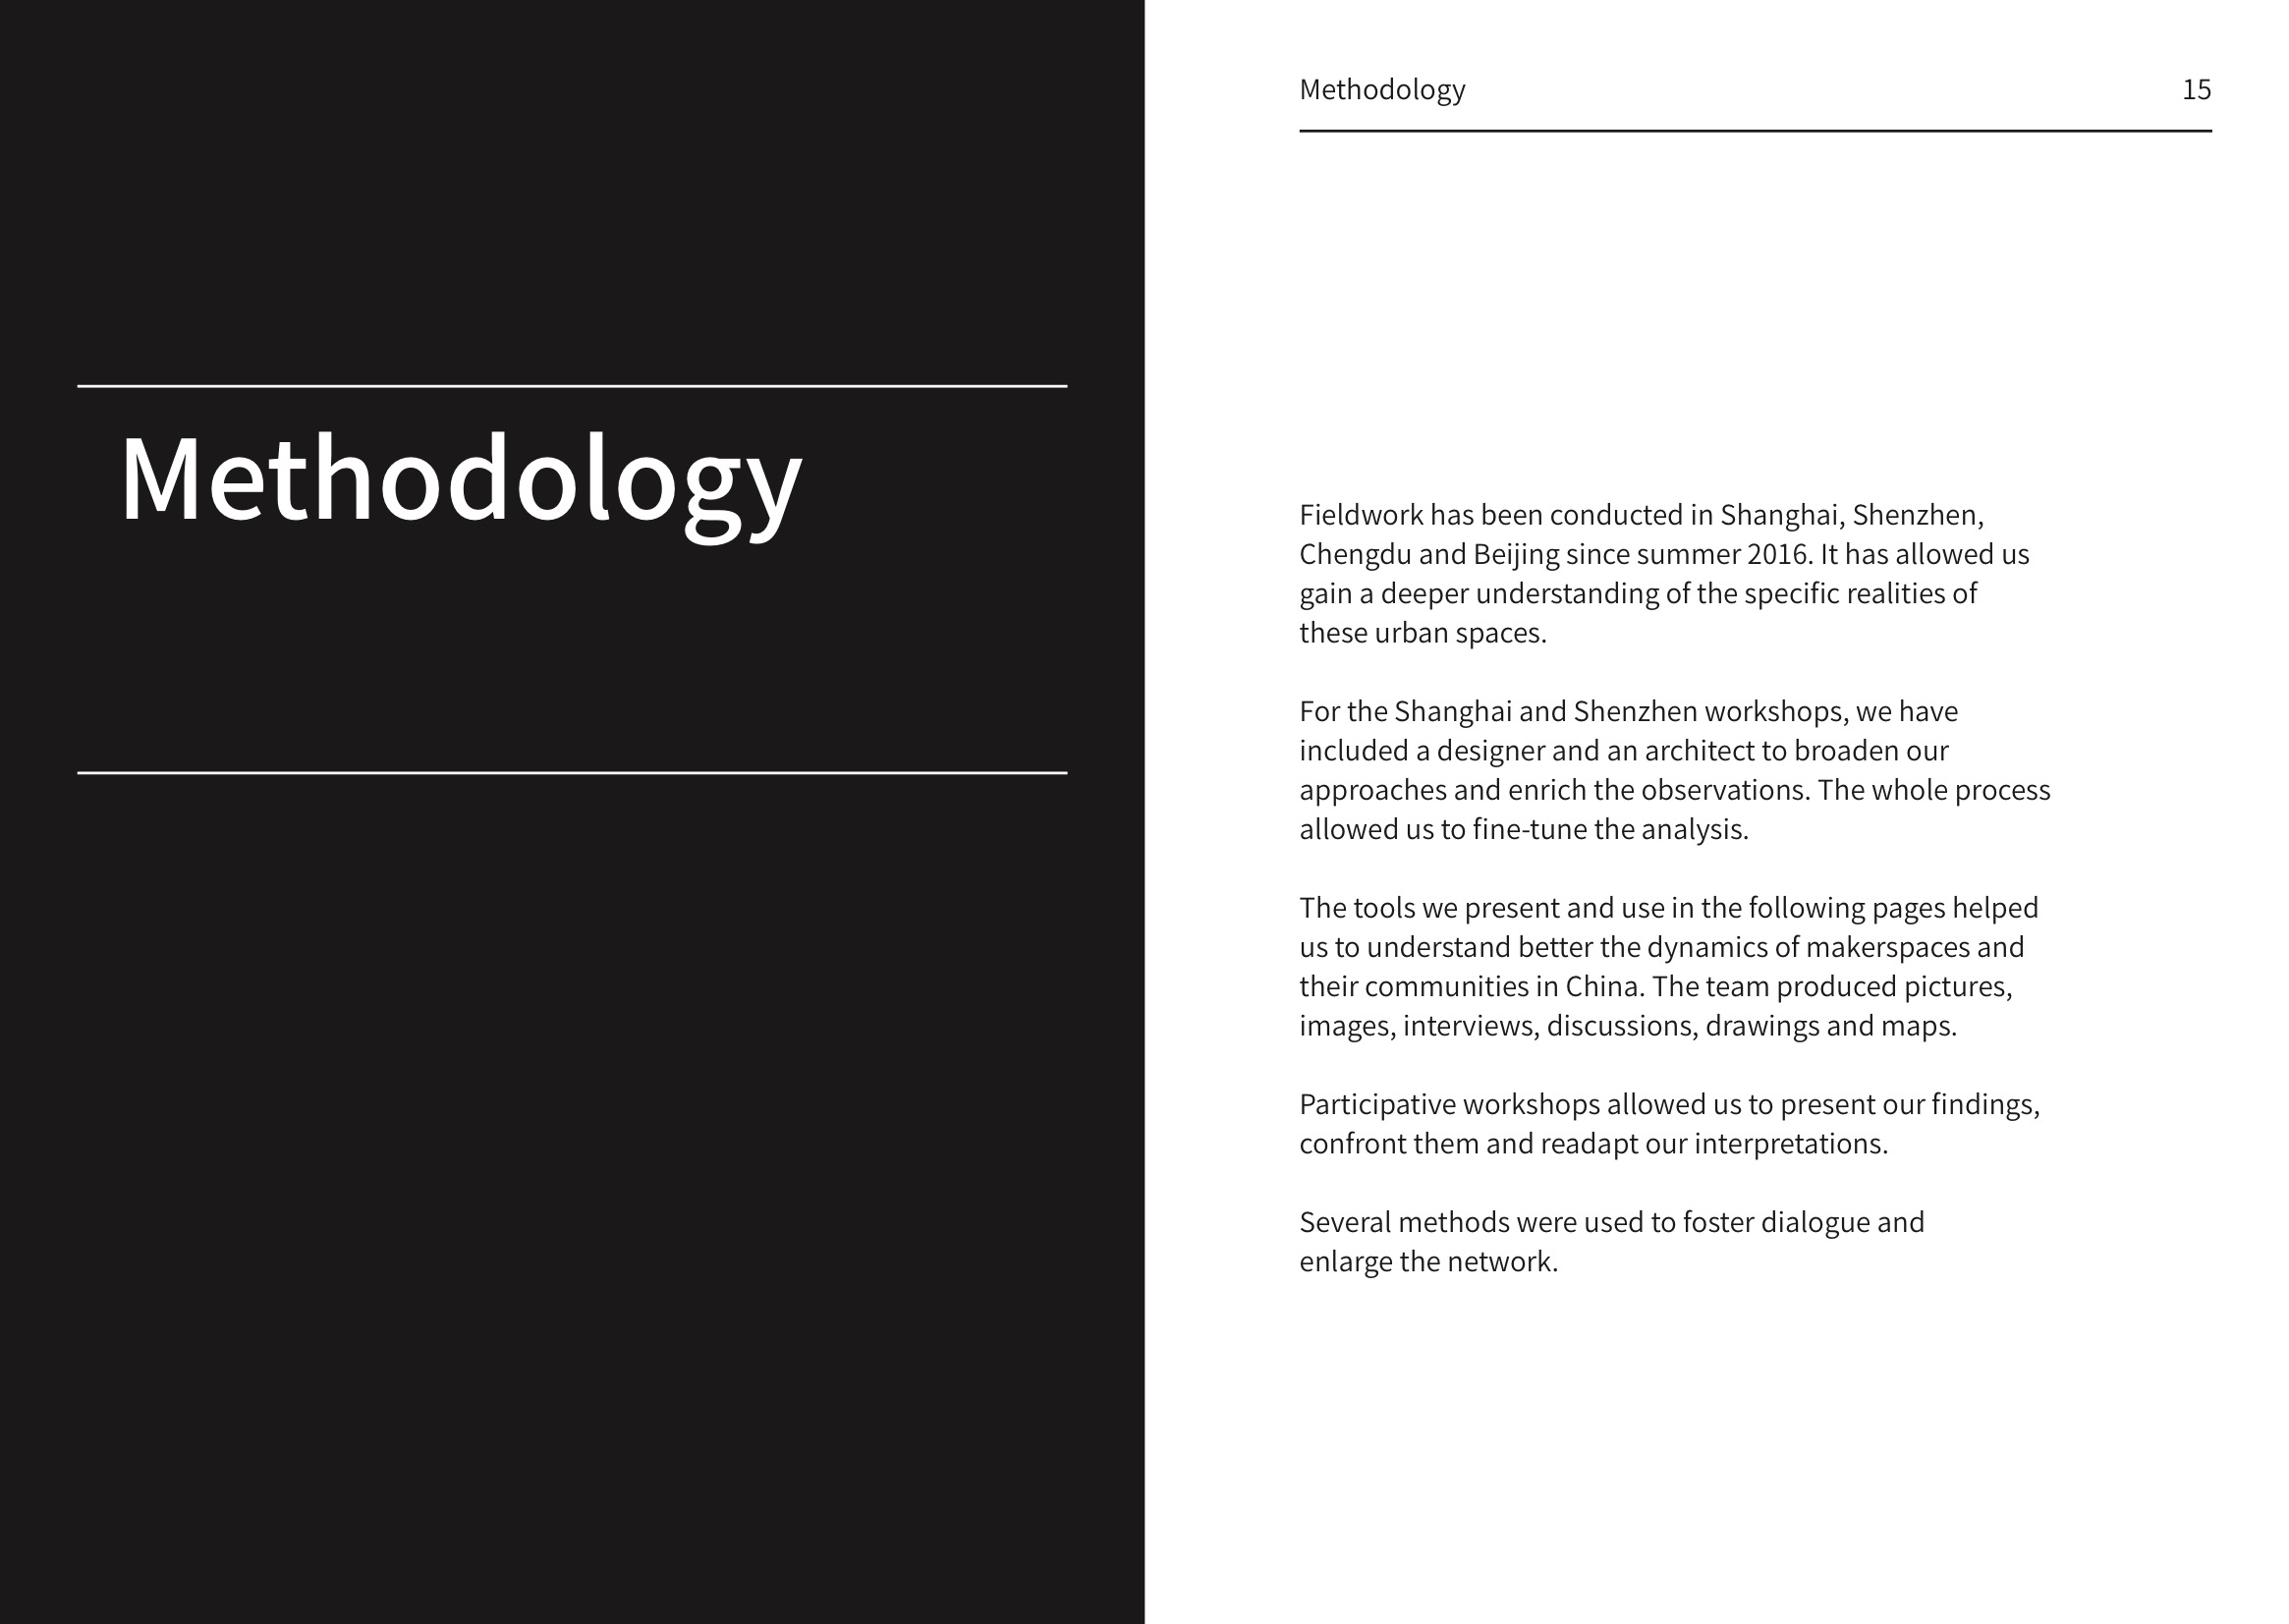 Methodology
Methodology 15
Fieldwork has been conducted in Shanghai, Shenzhen,
Chengdu and Beijing since summer 2016. It has allowed us
gain a deeper understanding of the specific realities of
these urban spaces.
For the Shanghai and Shenzhen workshops, we have
included a designer and an architect to broaden our
approaches and enrich the observations. The whole process
allowed us to fine-tune the analysis.
The tools we present and use in the following pages helped
us to understand better the dynamics of makerspaces and
their communities in China. The team produced pictures,
images, interviews, discussions, drawings and maps.
Participative workshops allowed us to present our findings,
confront them and readapt our interpretations.
Several methods were used to foster dialogue and
enlarge the network.